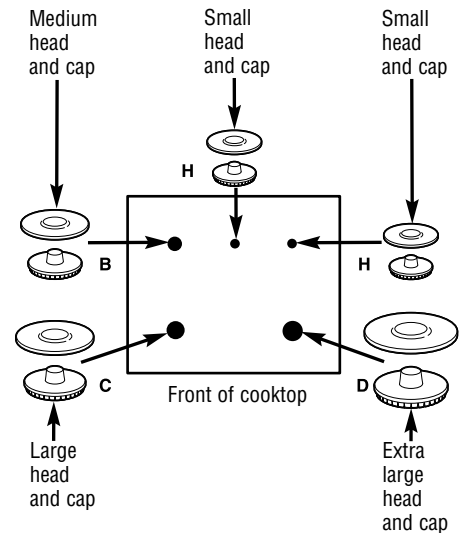 Medium
head
and cap
Small
head
and cap
Small
head
and cap
H
B
H
C
Front of cooktop
D
Large
head
and cap
Extra
large
head
and cap